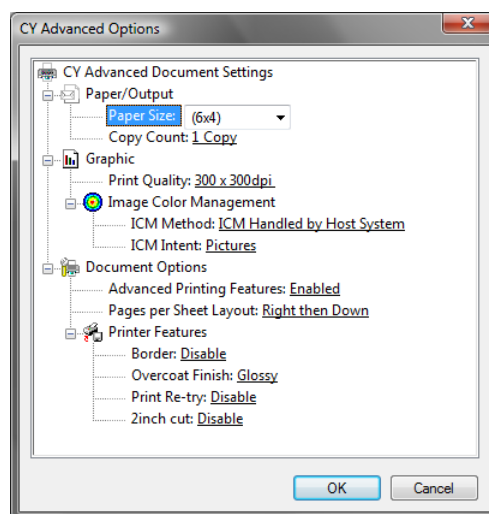 CY Advanced Options
CY Advanced Document Settings
Paper/Output
Paper Size: (6x4)
Copy Count: 1 Copy
Graphic
Print Quality: 300 x 300dpi
Image Color Management
ICM Method: ICM Handled by Host System
ICM Intent: Pictures
Document Options
Advanced Printing Features: Enabled
Pages per Sheet Layout: Right then Down
Printer Features
Border: Disable
Overcoat Finish: Glossy
Print Re-try: Disable
2inch cut: Disable
OK Cancel